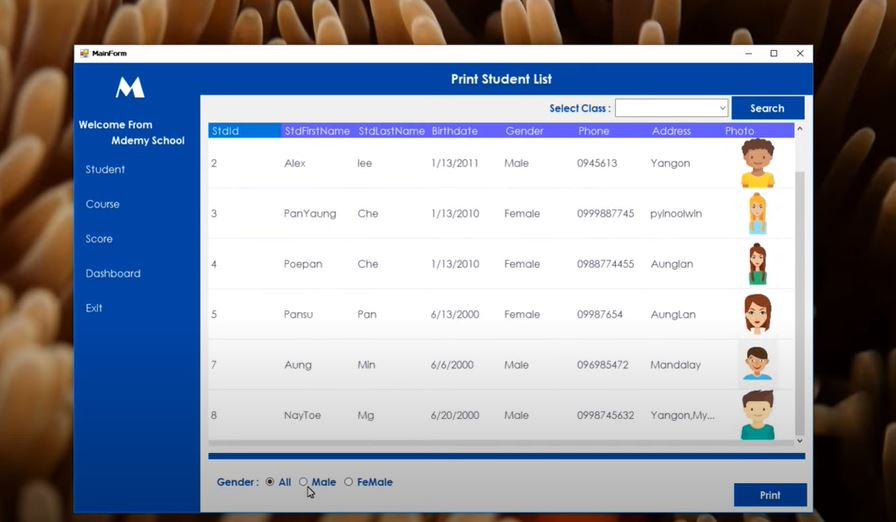 MainForm
Print Student List
Select Class : Search
Welcome From
Mdemy School
Student
Course
Score
Dashboard
Exit
StdId StdFirstName StdLastName Birthdate Gender Phone Address Photo
2 Alex lee 1/13/2011 Male 0945613 Yangon
3 PanYaung Che 1/13/2010 Female 0999887745 pyinoolwin
4 Poepan Che 1/13/2010 Female 0988774455 Aunglan
5 Pansu Pan 6/13/2000 Female 09987654 AungLan
7 Aung Min 6/6/2000 Male 096985472 Mandalay
8 NayToe Mg 6/20/2000 Male 0998745632 Yangon,My...
Gender : All Male FeMale
Print